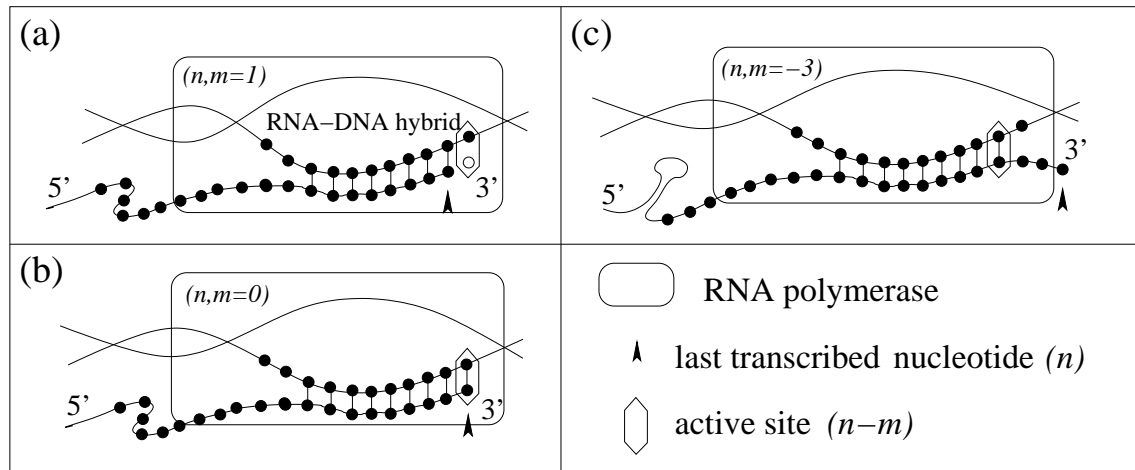 (a)
(n,m=1)
RNA–DNA hybrid
5’
3’
(b)
(n,m=0)
5’
3’
(c)
(n,m=–3)
5’
3’
RNA polymerase
last transcribed nucleotide (n)
active site (n–m)